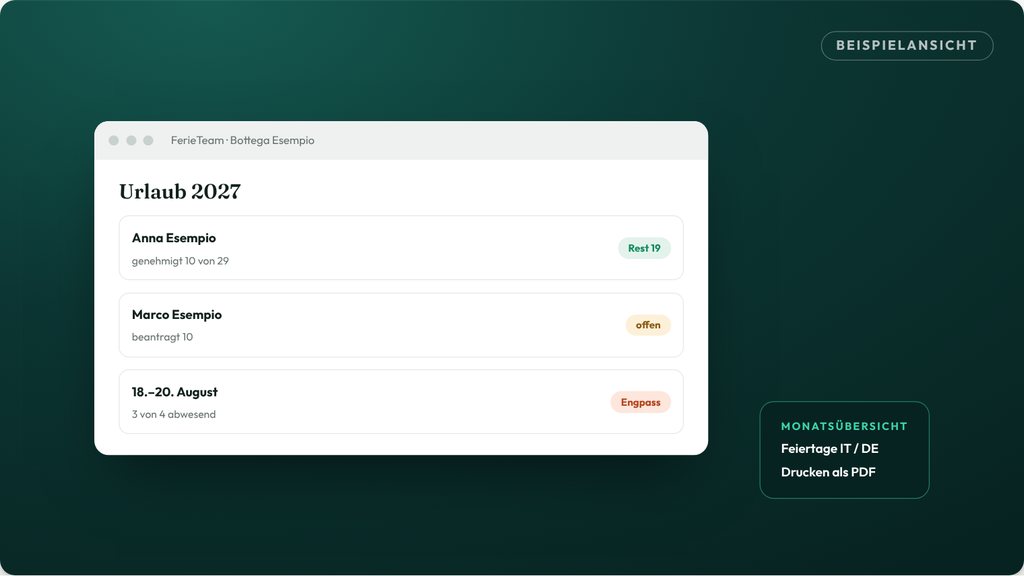 BEISPIELANSICHT
FerieTeam · Bottega Esempio
Urlaub 2027
Anna Esempio
genehmigt 10 von 29
Rest 19
Marco Esempio
beantragt 10
offen
18.–20. August
3 von 4 abwesend
Engpass
MONATSÜBERSICHT
Feiertage IT / DE
Drucken als PDF